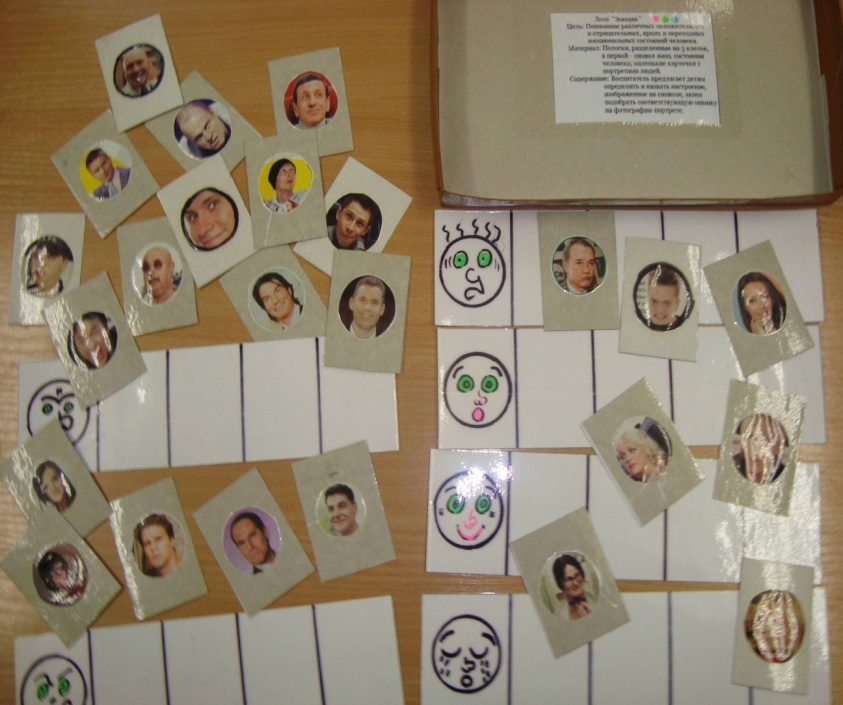 Лото "Эмоции."
Цель: Понимание различных положительных
и отрицательных, ярких и переходных
эмоциональных состояний человека.
Материал: Полоски, разделенные на 5 клеток,
в первой - символ эмоц. состояния
человека; маленькие карточки с
портретами людей.
Содержание: Воспитатель предлагает детям
определить и назвать настроение,
изображенное на символе, затем
подобрать соответствующую эмоцию
на фотографии-портрете.